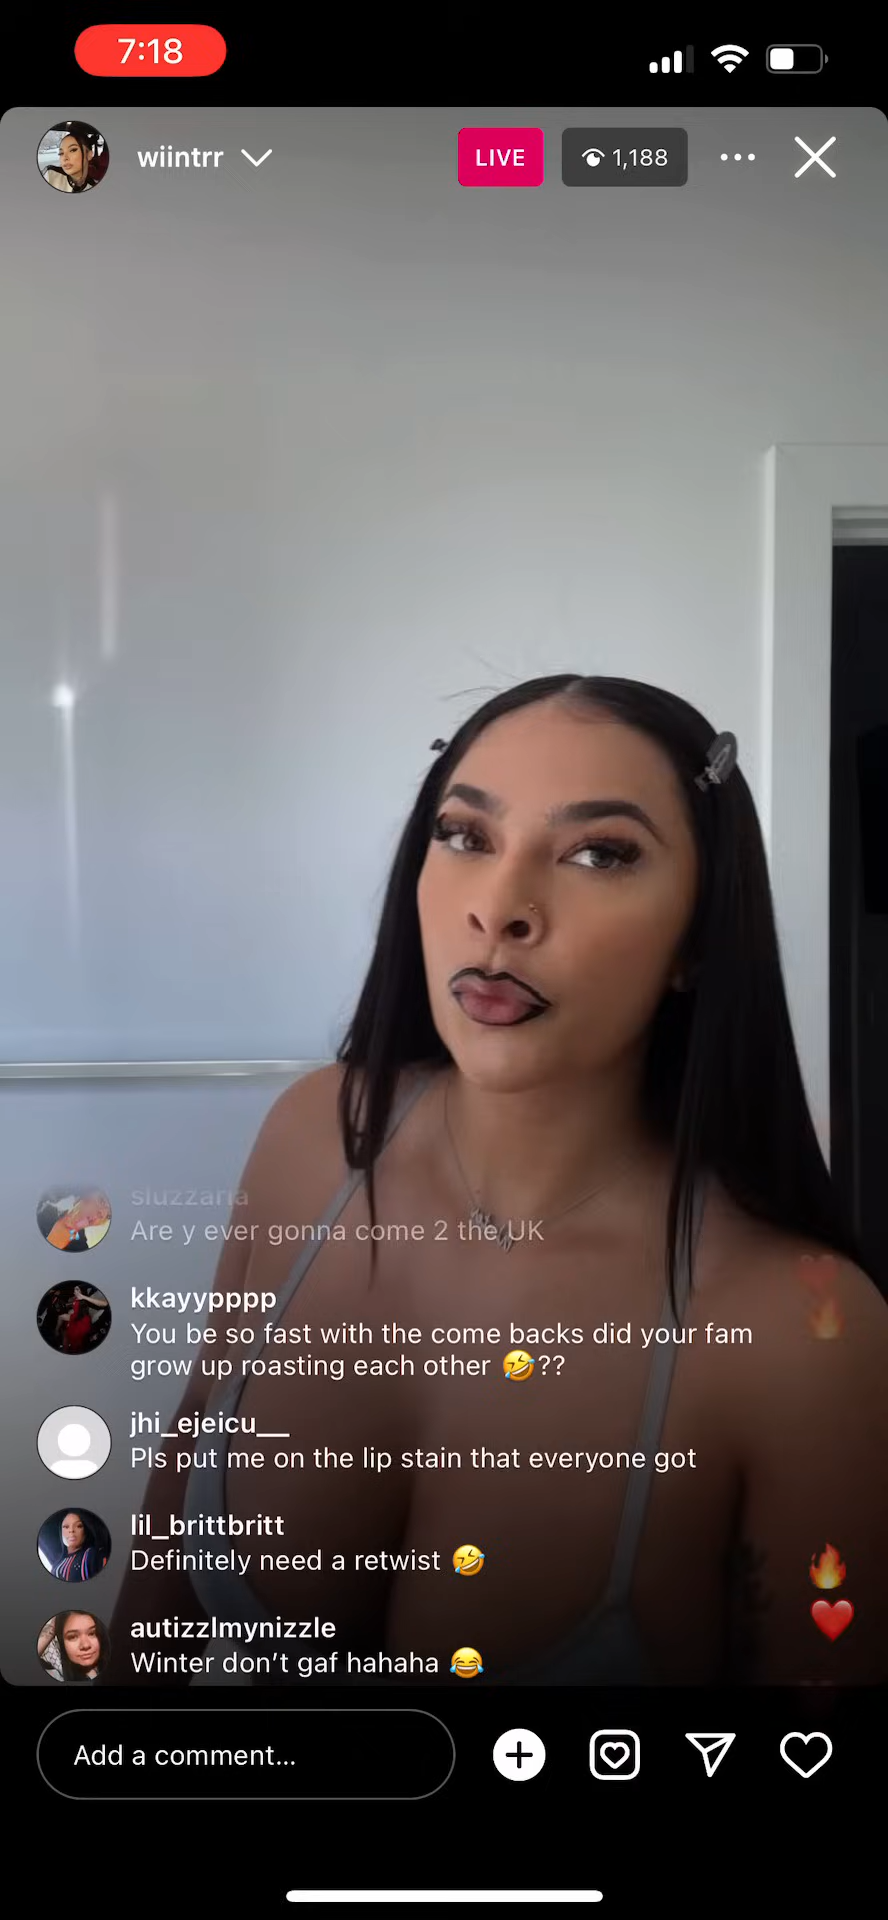 7:18
wiintrr
LIVE
1,188
sluzzaria
Are y ever gonna come 2 the UK
kkayypppp
You be so fast with the come backs did your fam
grow up roasting each other 🤣??
jhi_ejeicu__
Pls put me on the lip stain that everyone got
lil_brittbritt
Definitely need a retwist 🤣
autizzlmynizzle
Winter don't gaf hahaha 😂
Add a comment...